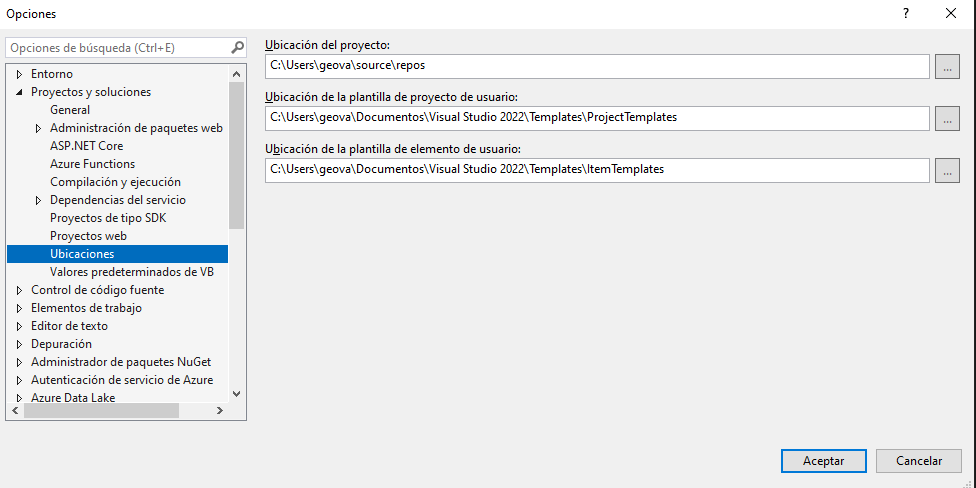 Opciones
?
Opciones de búsqueda (Ctrl+E)
Entorno
Proyectos y soluciones
General
Administración de paquetes web
ASP.NET Core
Azure Functions
Compilación y ejecución
Dependencias del servicio
Proyectos de tipo SDK
Proyectos web
Ubicaciones
Valores predeterminados de VB
Control de código fuente
Elementos de trabajo
Editor de texto
Depuración
Administrador de paquetes NuGet
Autenticación de servicio de Azure
Azure Data Lake
Ubicación del proyecto:
C:\Users\geova\source\repos
...
Ubicación de la plantilla de proyecto de usuario:
C:\Users\geova\Documentos\Visual Studio 2022\Templates\ProjectTemplates
...
Ubicación de la plantilla de elemento de usuario:
C:\Users\geova\Documentos\Visual Studio 2022\Templates\ItemTemplates
...
Aceptar
Cancelar